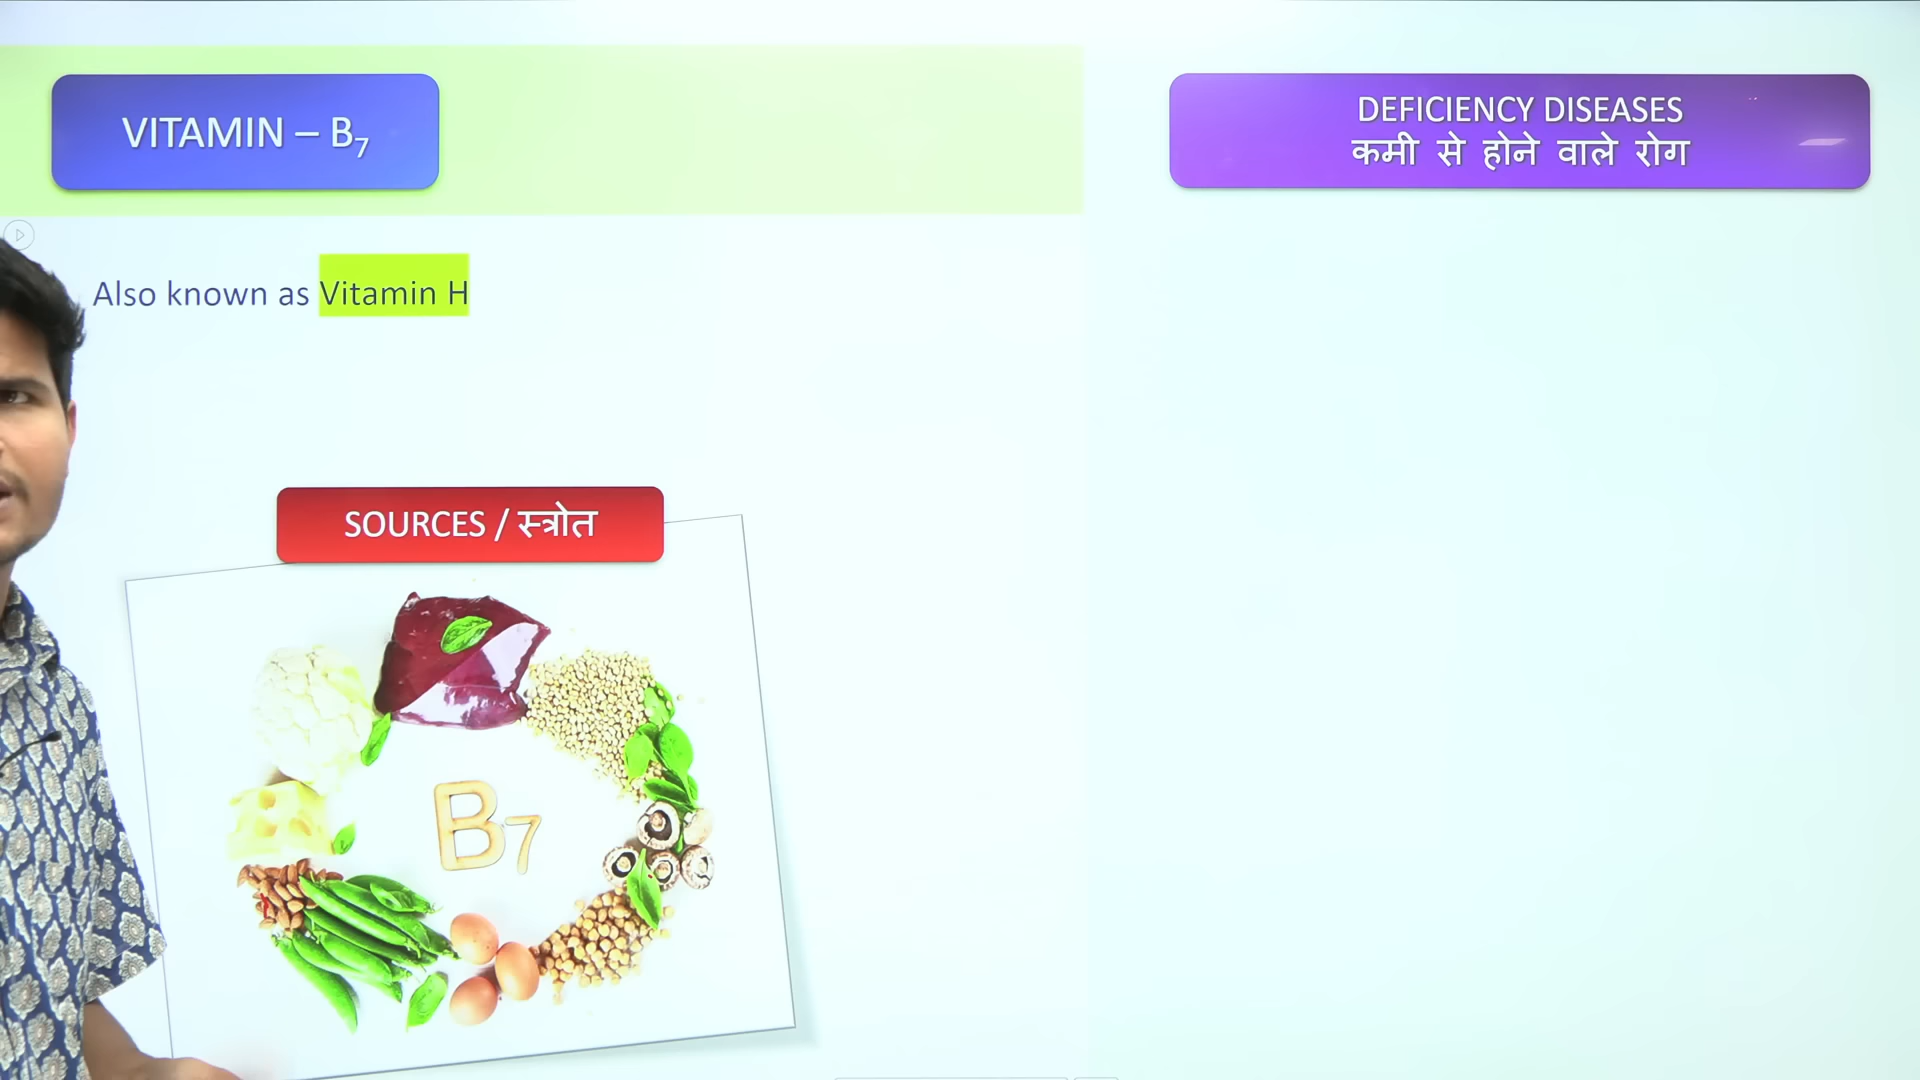 VITAMIN – B₇
DEFICIENCY DISEASES
कमी से होने वाले रोग
Also known as Vitamin H
SOURCES / स्त्रोत
B7